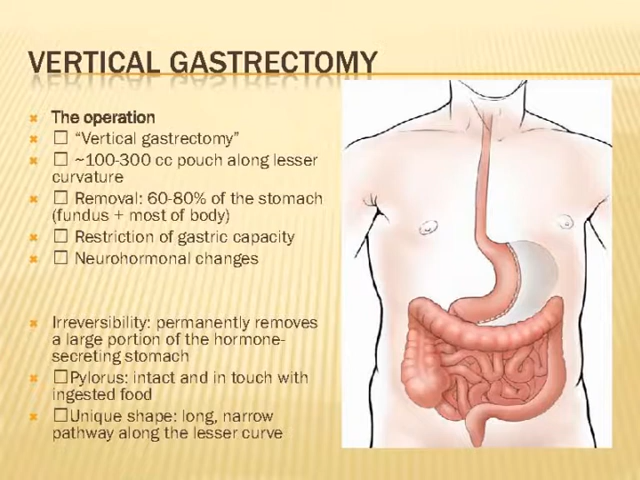 VERTICAL GASTRECTOMY
The operation
□ “Vertical gastrectomy”
□ ~100-300 cc pouch along lesser
curvature
□ Removal: 60-80% of the stomach
(fundus + most of body)
□ Restriction of gastric capacity
□ Neurohormonal changes
Irreversibility: permanently removes
a large portion of the hormone-
secreting stomach
□Pylorus: intact and in touch with
ingested food
□Unique shape: long, narrow
pathway along the lesser curve